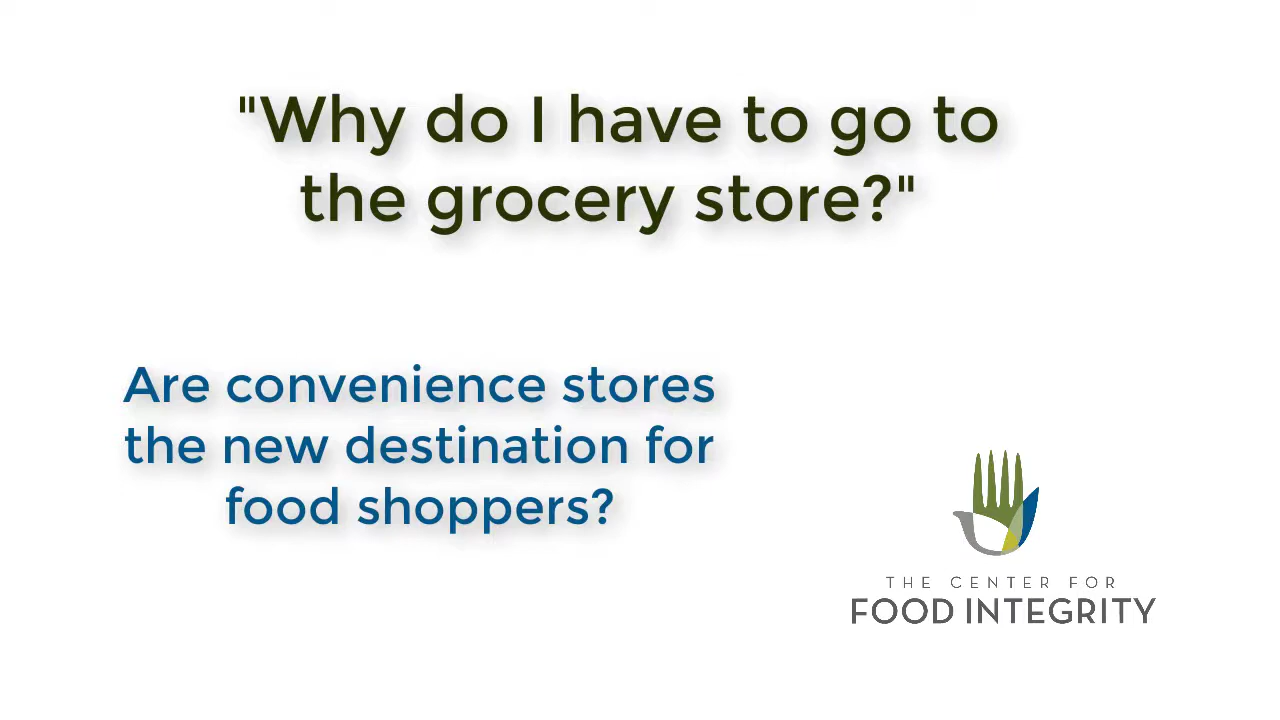 "Why do I have to go to
the grocery store?"
Are convenience stores
the new destination for
food shoppers?
THE CENTER FOR
FOOD INTEGRITY